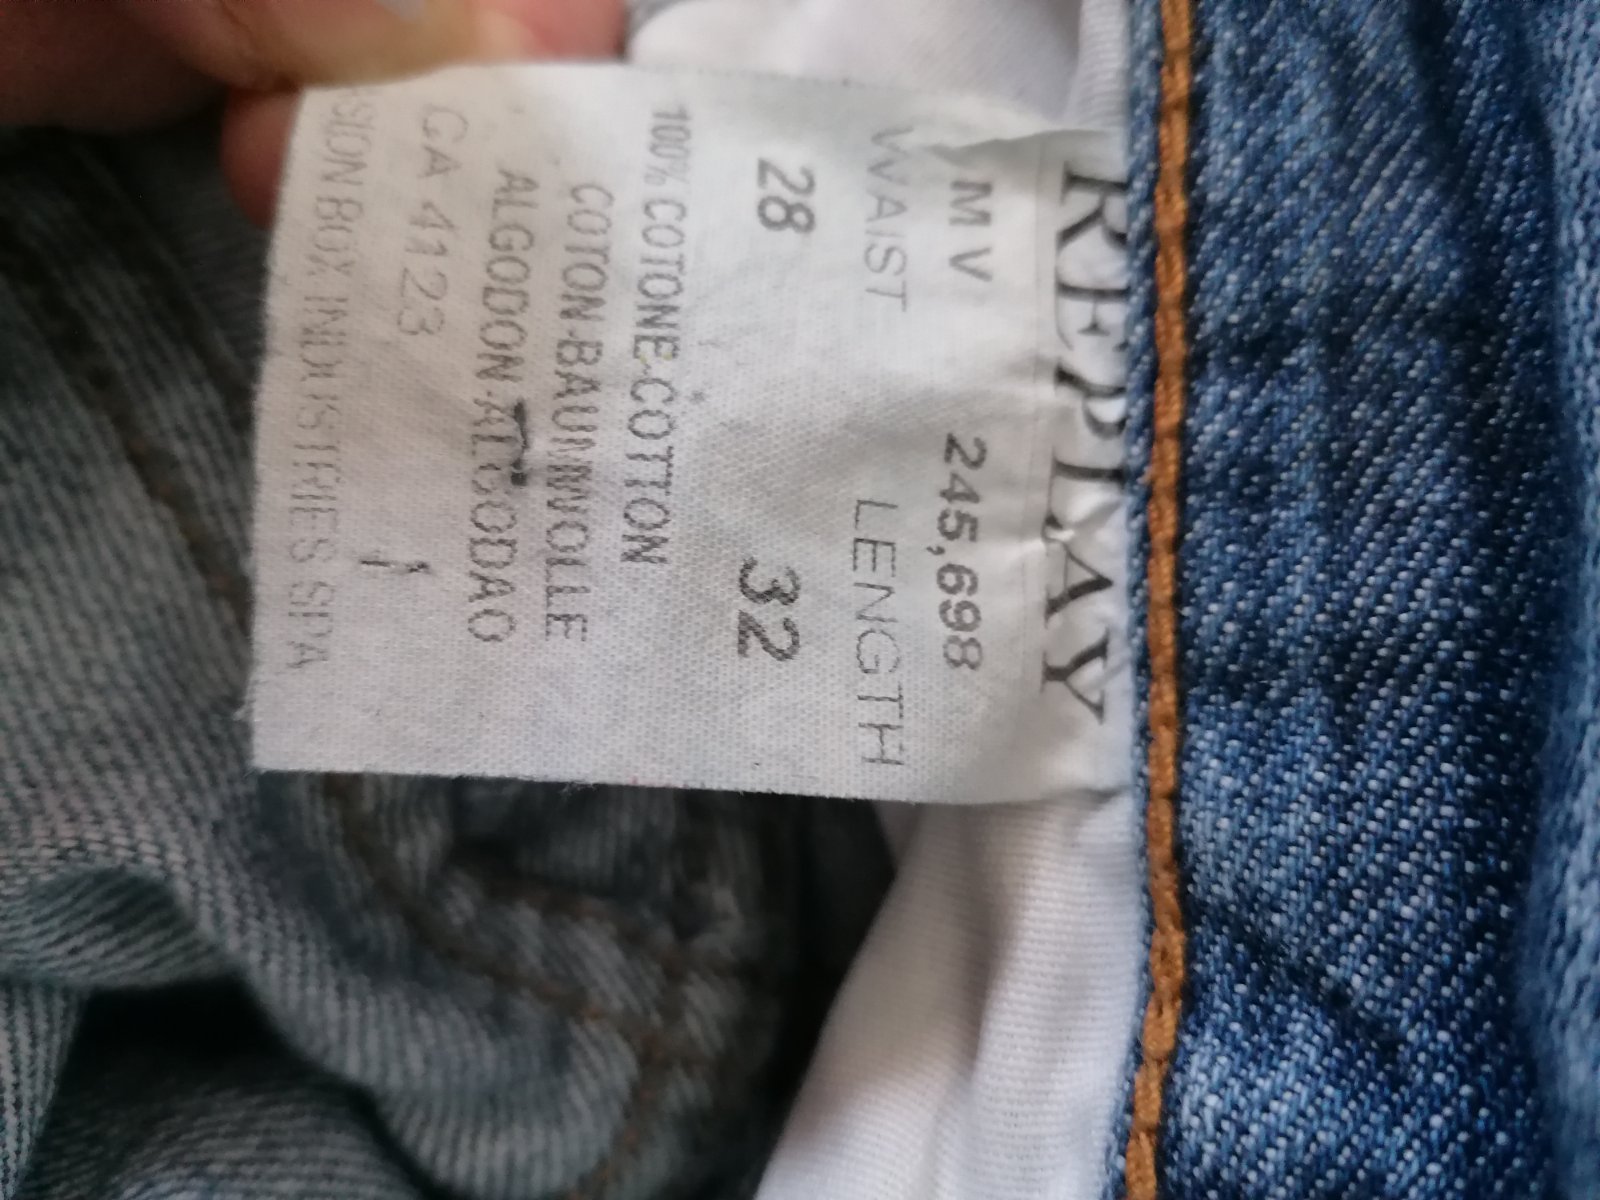 REPLAY
MV 245,698
WAIST LENGTH
28 32
100% COTONE-COTTON
COTON-BAUMWOLLE
ALGODON-ALGODAO
CA 4123
BOX INDUSTRIES SPA